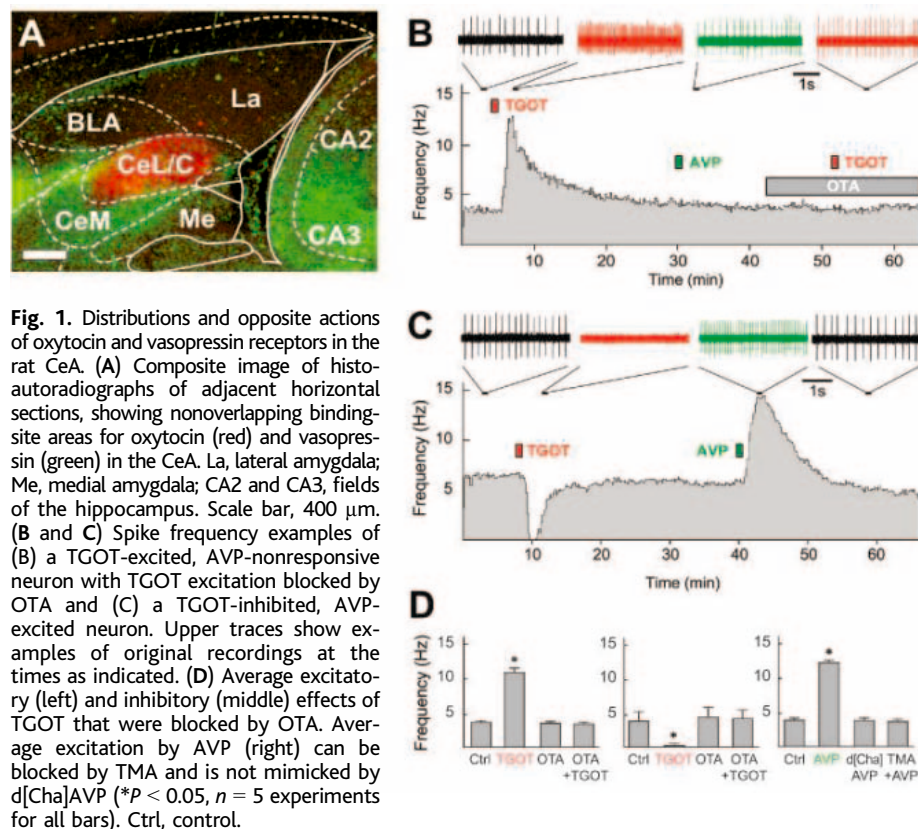 A
La
BLA
CeL/C
CA2
CeM
Me
CA3
B
1s
15
10
5
Frequency (Hz)
TGOT
AVP
TGOT
OTA
10 20 30 40 50 60
Time (min)
C
1s
15
10
5
Frequency (Hz)
TGOT
AVP
10 20 30 40 50 60
Time (min)
D
Frequency (Hz)
15
10
5
*
Ctrl TGOT OTA OTA
+TGOT
15
10
5
*
Ctrl TGOT OTA OTA
+TGOT
15
10
5
*
Ctrl AVP d[Cha] TMA
AVP +AVP
Fig. 1. Distributions and opposite actions
of oxytocin and vasopressin receptors in the
rat CeA. (A) Composite image of histo-
autoradiographs of adjacent horizontal
sections, showing nonoverlapping binding-
site areas for oxytocin (red) and vasopres-
sin (green) in the CeA. La, lateral amygdala;
Me, medial amygdala; CA2 and CA3, fields
of the hippocampus. Scale bar, 400 μm.
(B and C) Spike frequency examples of
(B) a TGOT-excited, AVP-nonresponsive
neuron with TGOT excitation blocked by
OTA and (C) a TGOT-inhibited, AVP-
excited neuron. Upper traces show ex-
amples of original recordings at the
times as indicated. (D) Average excitato-
ry (left) and inhibitory (middle) effects of
TGOT that were blocked by OTA. Aver-
age excitation by AVP (right) can be
blocked by TMA and is not mimicked by
d[Cha]AVP (*P < 0.05, n = 5 experiments
for all bars). Ctrl, control.